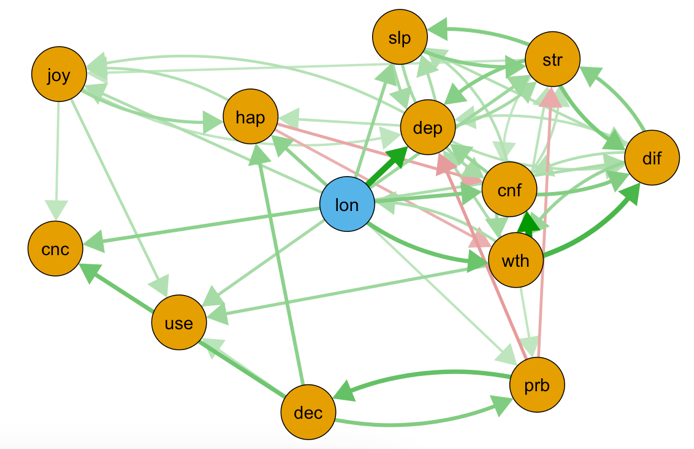 slp
str
joy
hap
dep
dif
cnf
lon
cnc
wth
use
prb
dec